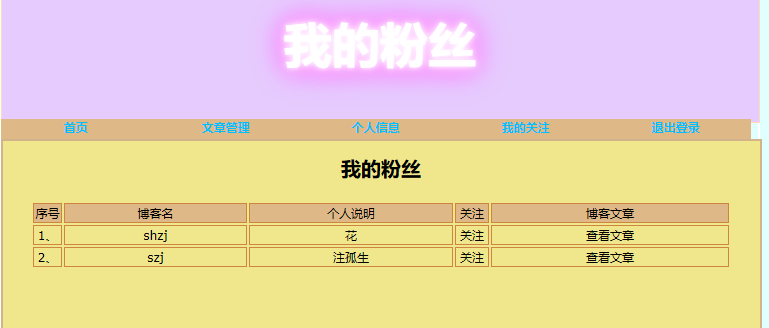 我的粉丝
首页 文章管理 个人信息 我的关注 退出登录
我的粉丝
序号 博客名 个人说明 关注 博客文章
1、 shzj 花 关注 查看文章
2、 szj 注孤生 关注 查看文章